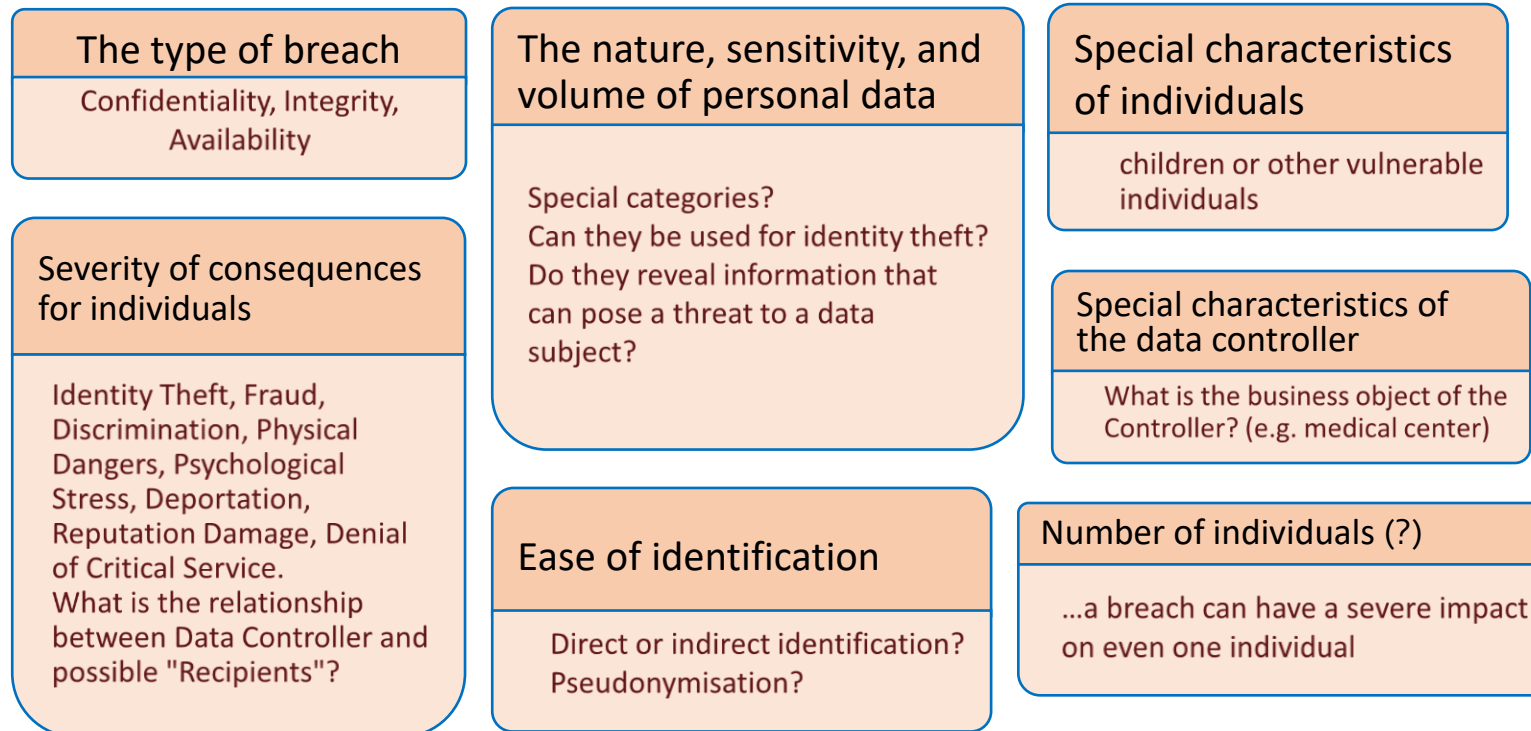 The type of breach
Confidentiality, Integrity,
Availability
Severity of consequences
for individuals
Identity Theft, Fraud,
Discrimination, Physical
Dangers, Psychological
Stress, Deportation,
Reputation Damage, Denial
of Critical Service.
What is the relationship
between Data Controller and
possible "Recipients"?
The nature, sensitivity, and
volume of personal data
Special categories?
Can they be used for identity theft?
Do they reveal information that
can pose a threat to a data
subject?
Ease of identification
Direct or indirect identification?
Pseudonymisation?
Special characteristics
of individuals
children or other vulnerable
individuals
Special characteristics of
the data controller
What is the business object of the
Controller? (e.g. medical center)
Number of individuals (?)
...a breach can have a severe impact
on even one individual